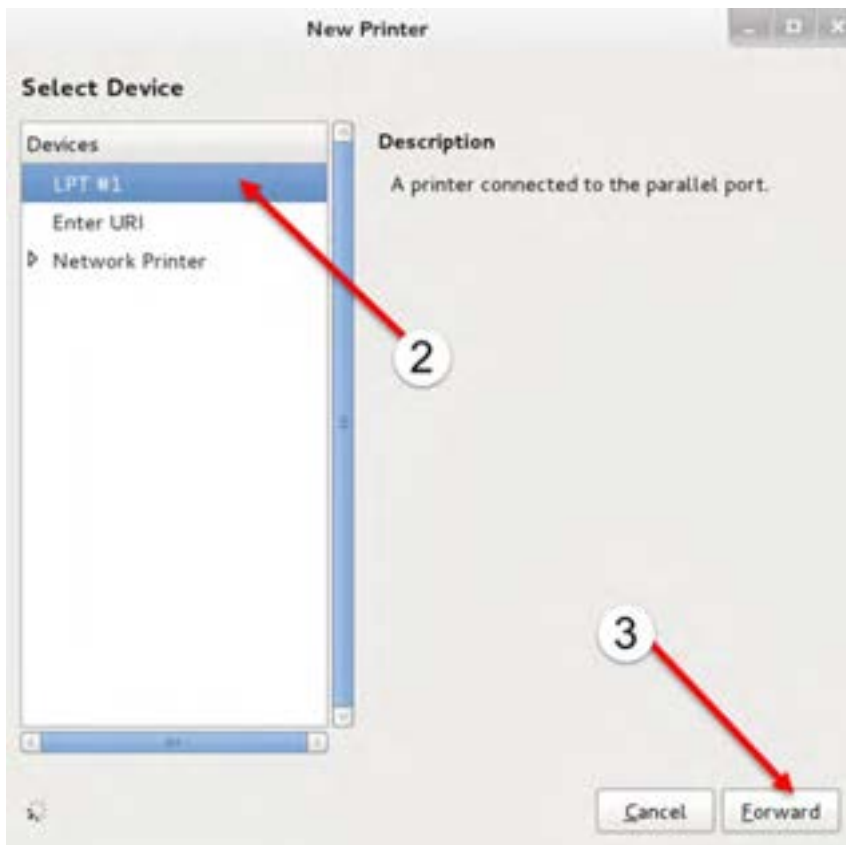 New Printer
Select Device
Devices
Description
LPT #1
A printer connected to the parallel port.
Enter URI
Network Printer
2
3
Cancel
Forward